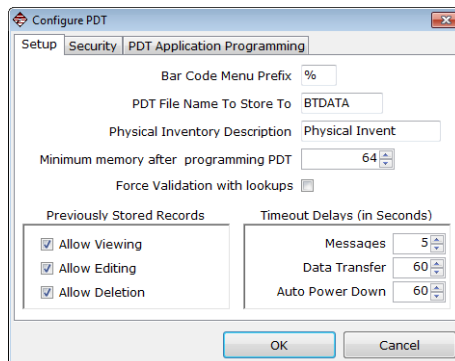 Configure PDT
Setup Security PDT Application Programming
Bar Code Menu Prefix %
PDT File Name To Store To BTDATA
Physical Inventory Description Physical Invent
Minimum memory after programming PDT 64
Force Validation with lookups
Previously Stored Records Timeout Delays (in Seconds)
Allow Viewing Messages 5
Allow Editing Data Transfer 60
Allow Deletion Auto Power Down 60
OK Cancel